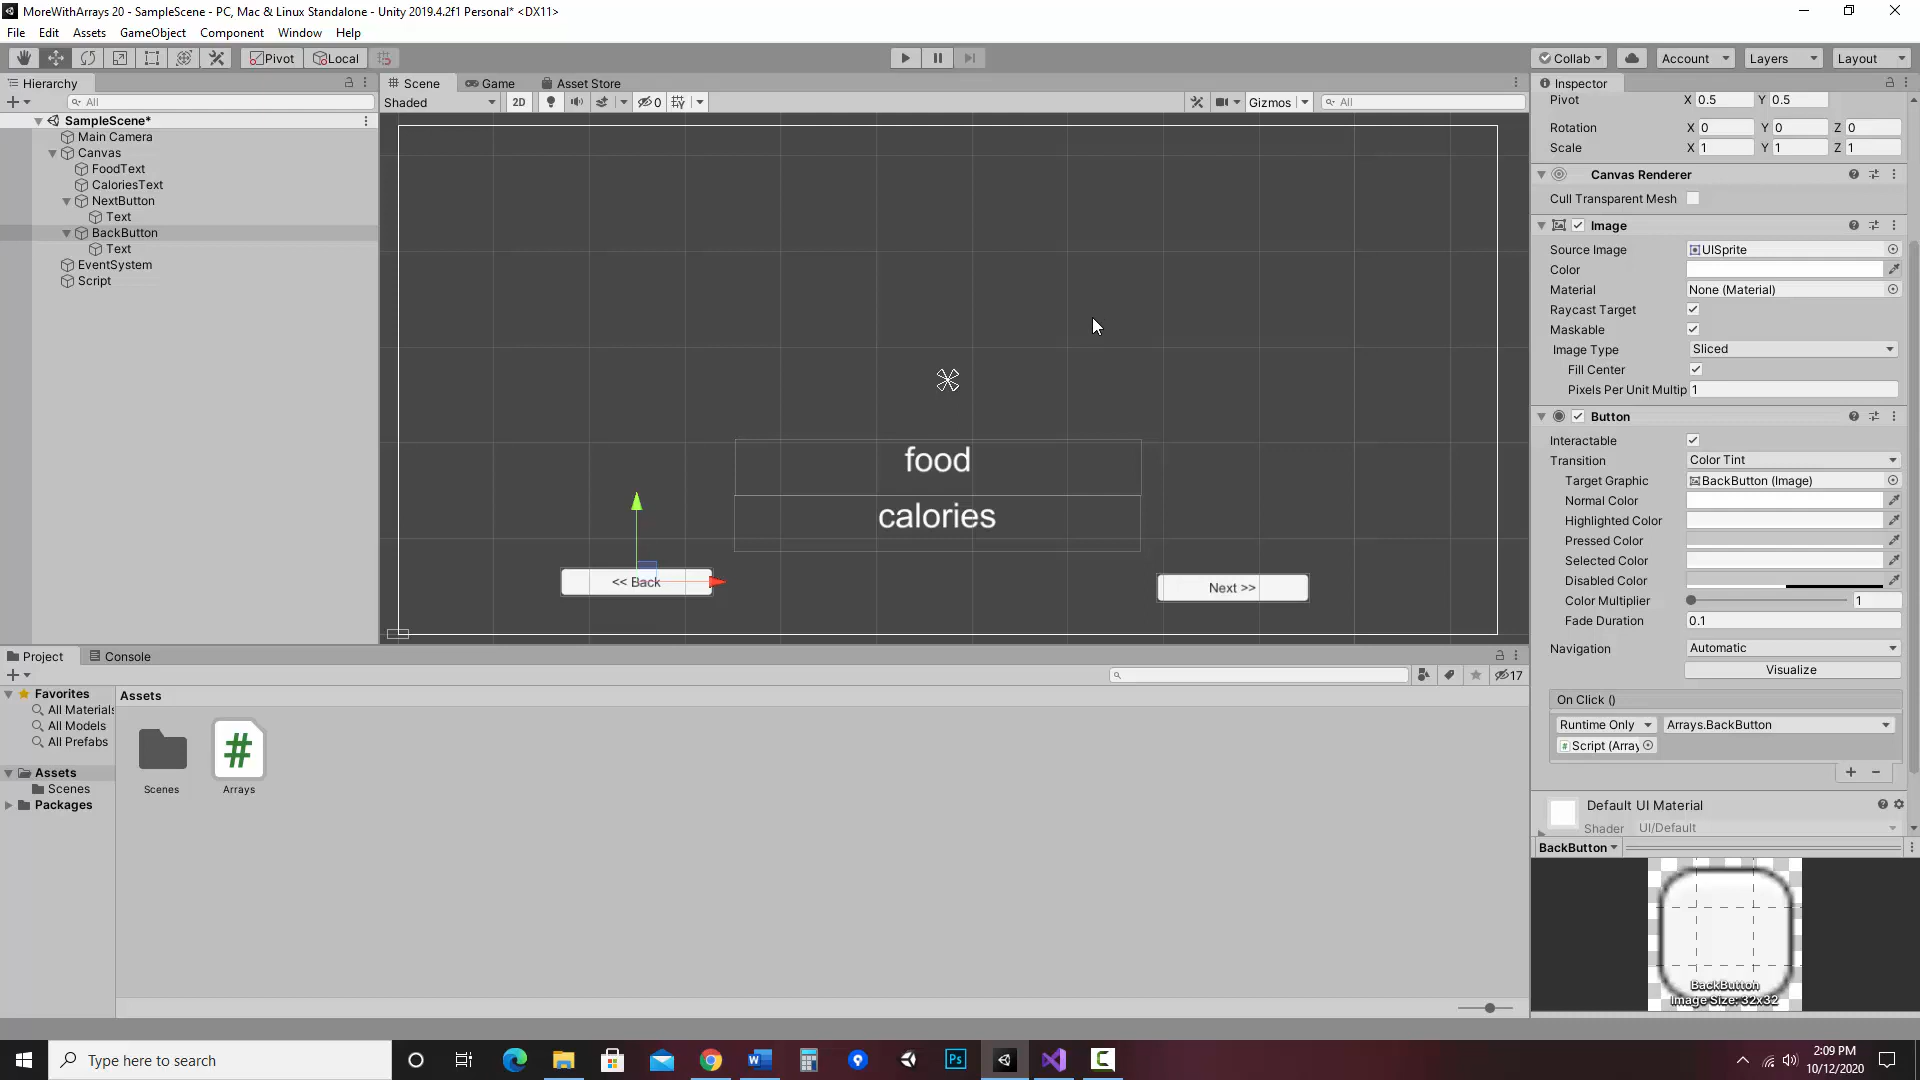 MoreWithArrays 20 - SampleScene - PC, Mac & Linux Standalone - Unity 2019.4.2f1 Personal* <DX11>
File Edit Assets GameObject Component Window Help
Pivot Local Collab Account Layers Layout
Hierarchy
All
SampleScene*
Main Camera
Canvas
FoodText
CaloriesText
NextButton
Text
BackButton
Text
EventSystem
Script
Scene Game Asset Store
Shaded 2D 0 Gizmos All
food
calories
<< Back
Next >>
Inspector
Pivot X 0.5 Y 0.5
Rotation X 0 Y 0 Z 0
Scale X 1 Y 1 Z 1
Canvas Renderer
Cull Transparent Mesh
Image
Source Image UISprite
Color
Material None (Material)
Raycast Target
Maskable
Image Type Sliced
Fill Center
Pixels Per Unit Multip 1
Button
Interactable
Transition Color Tint
Target Graphic BackButton (Image)
Normal Color
Highlighted Color
Pressed Color
Selected Color
Disabled Color
Color Multiplier 1
Fade Duration 0.1
Navigation Automatic
Visualize
On Click ()
Runtime Only Arrays.BackButton
# Script (Array
+ −
Default UI Material
Shader UI/Default
BackButton
BackButton
Image Size: 32x32
Project Console
17
Favorites
All Materials
All Models
All Prefabs
Assets
Scenes
Packages
Assets
Scenes
#
Arrays
Type here to search
Ps
2:09 PM
10/12/2020